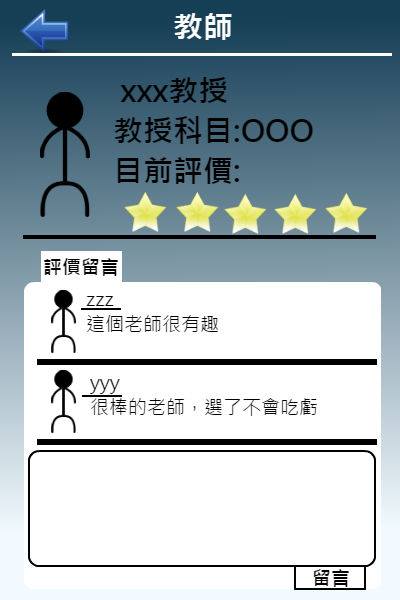 教師
xxx教授
教授科目:OOO
目前評價:
評價留言
zzz
這個老師很有趣
yyy
很棒的老師，選了不會吃虧
留言